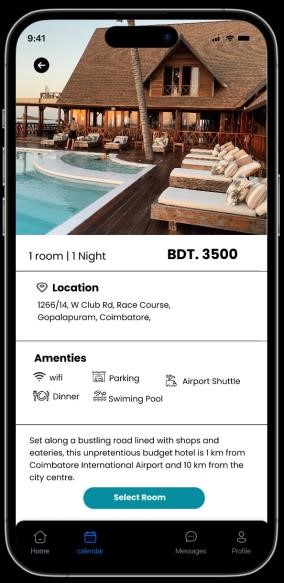 9:41
1 room | 1 Night BDT. 3500
Location
1266/14, W Club Rd, Race Course,
Gopalapuram, Coimbatore,
Amenties
wifi Parking Airport Shuttle
Dinner Swiming Pool
Set along a bustling road lined with shops and
eateries, this unpretentious budget hotel is 1 km from
Coimbatore International Airport and 10 km from the
city centre.
Select Room
Home calendar Messages Profile